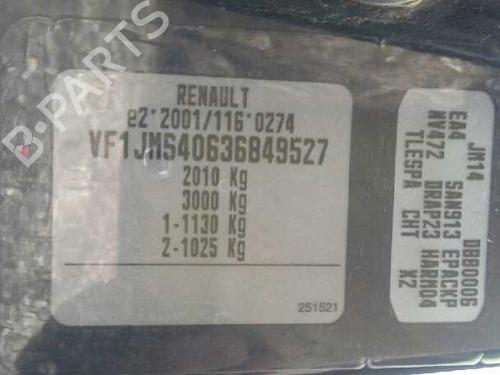 B-PARTS
RENAULT
e2*2001/116*0274
VF1JMS40636849527
2010 Kg
3000 Kg
1-1130 Kg
2-1025 Kg
251521
JM14 DBB0006
EA4 SAN913 EPACKP
NV472 DRAP23 HARM04
TLESPA CHT X2